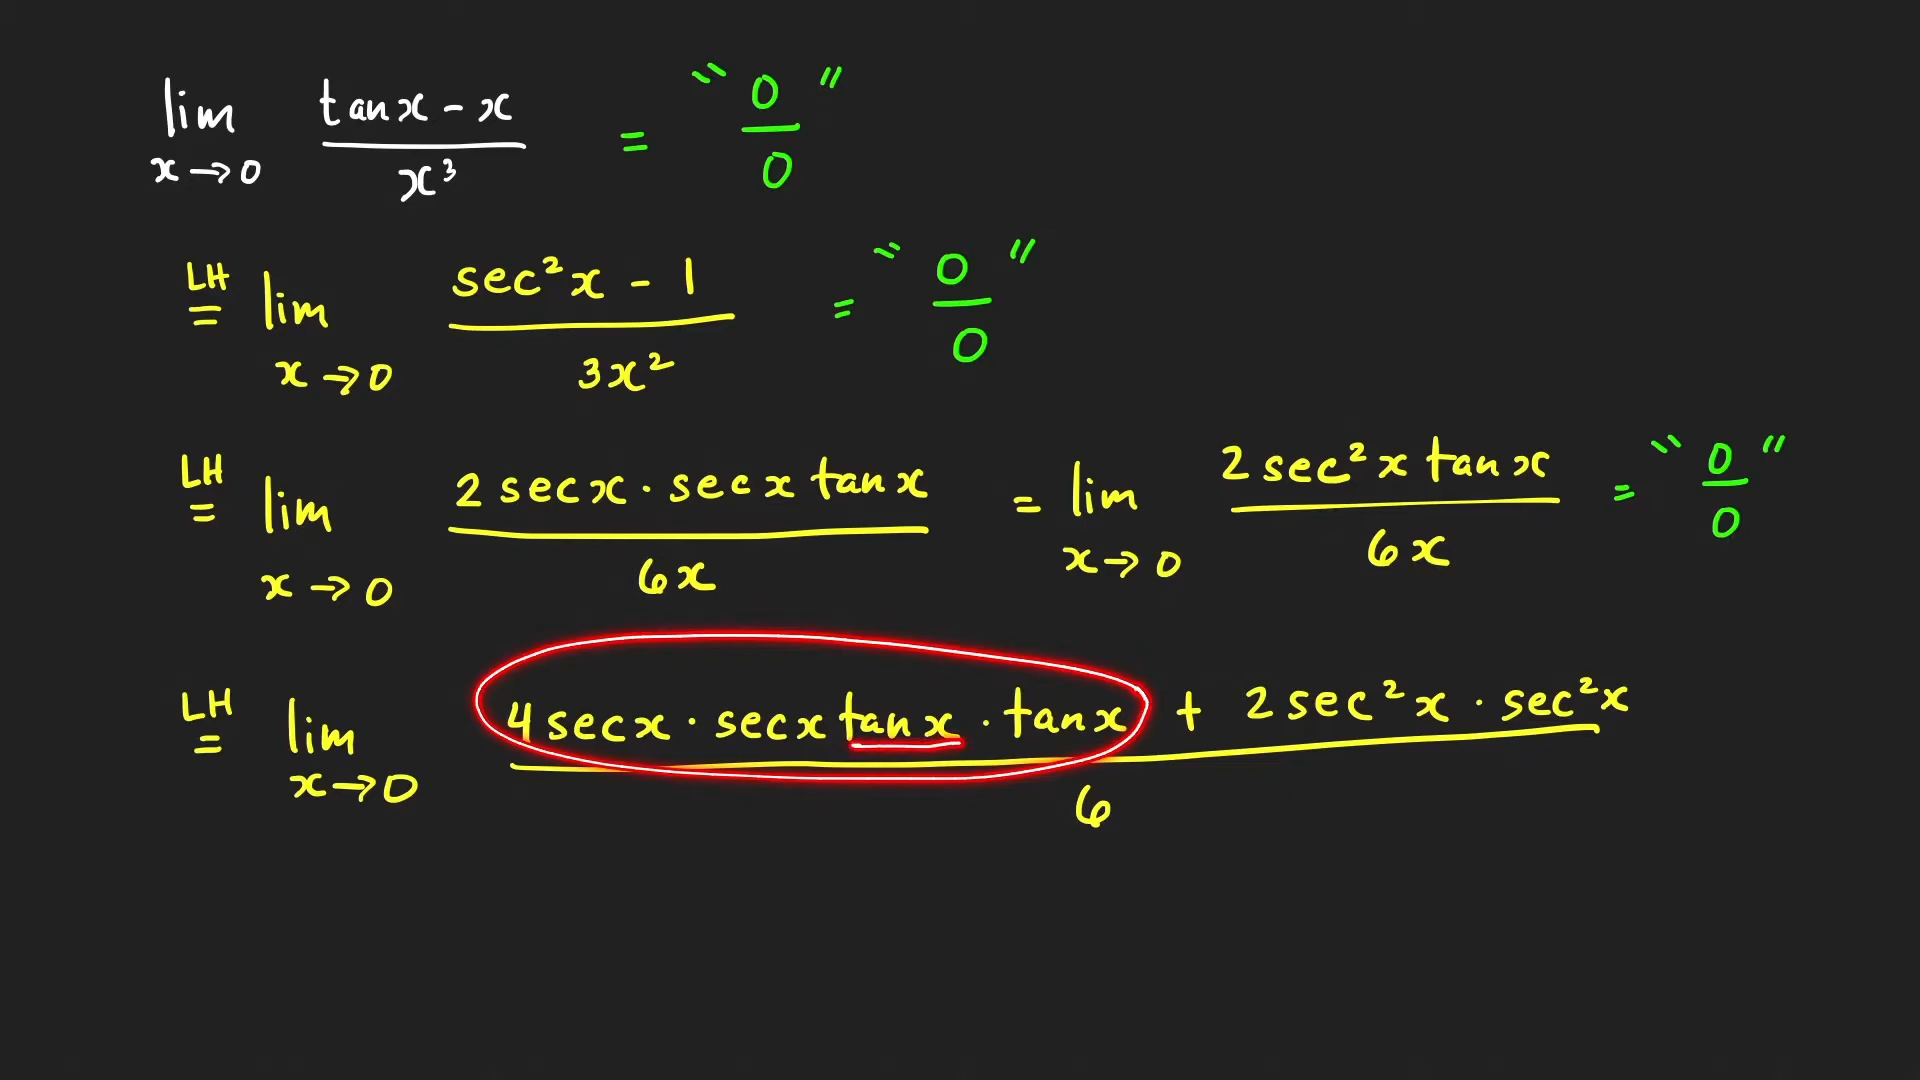 lim x→0 (tan x − x)/x³ = "0/0"
LH= lim x→0 (sec²x − 1)/(3x²) = "0/0"
LH= lim x→0 (2 sec x · sec x tan x)/(6x) = lim x→0 (2 sec²x tan x)/(6x) = "0/0"
LH= lim x→0 (4 sec x · sec x tan x · tan x + 2 sec²x · sec²x)/6